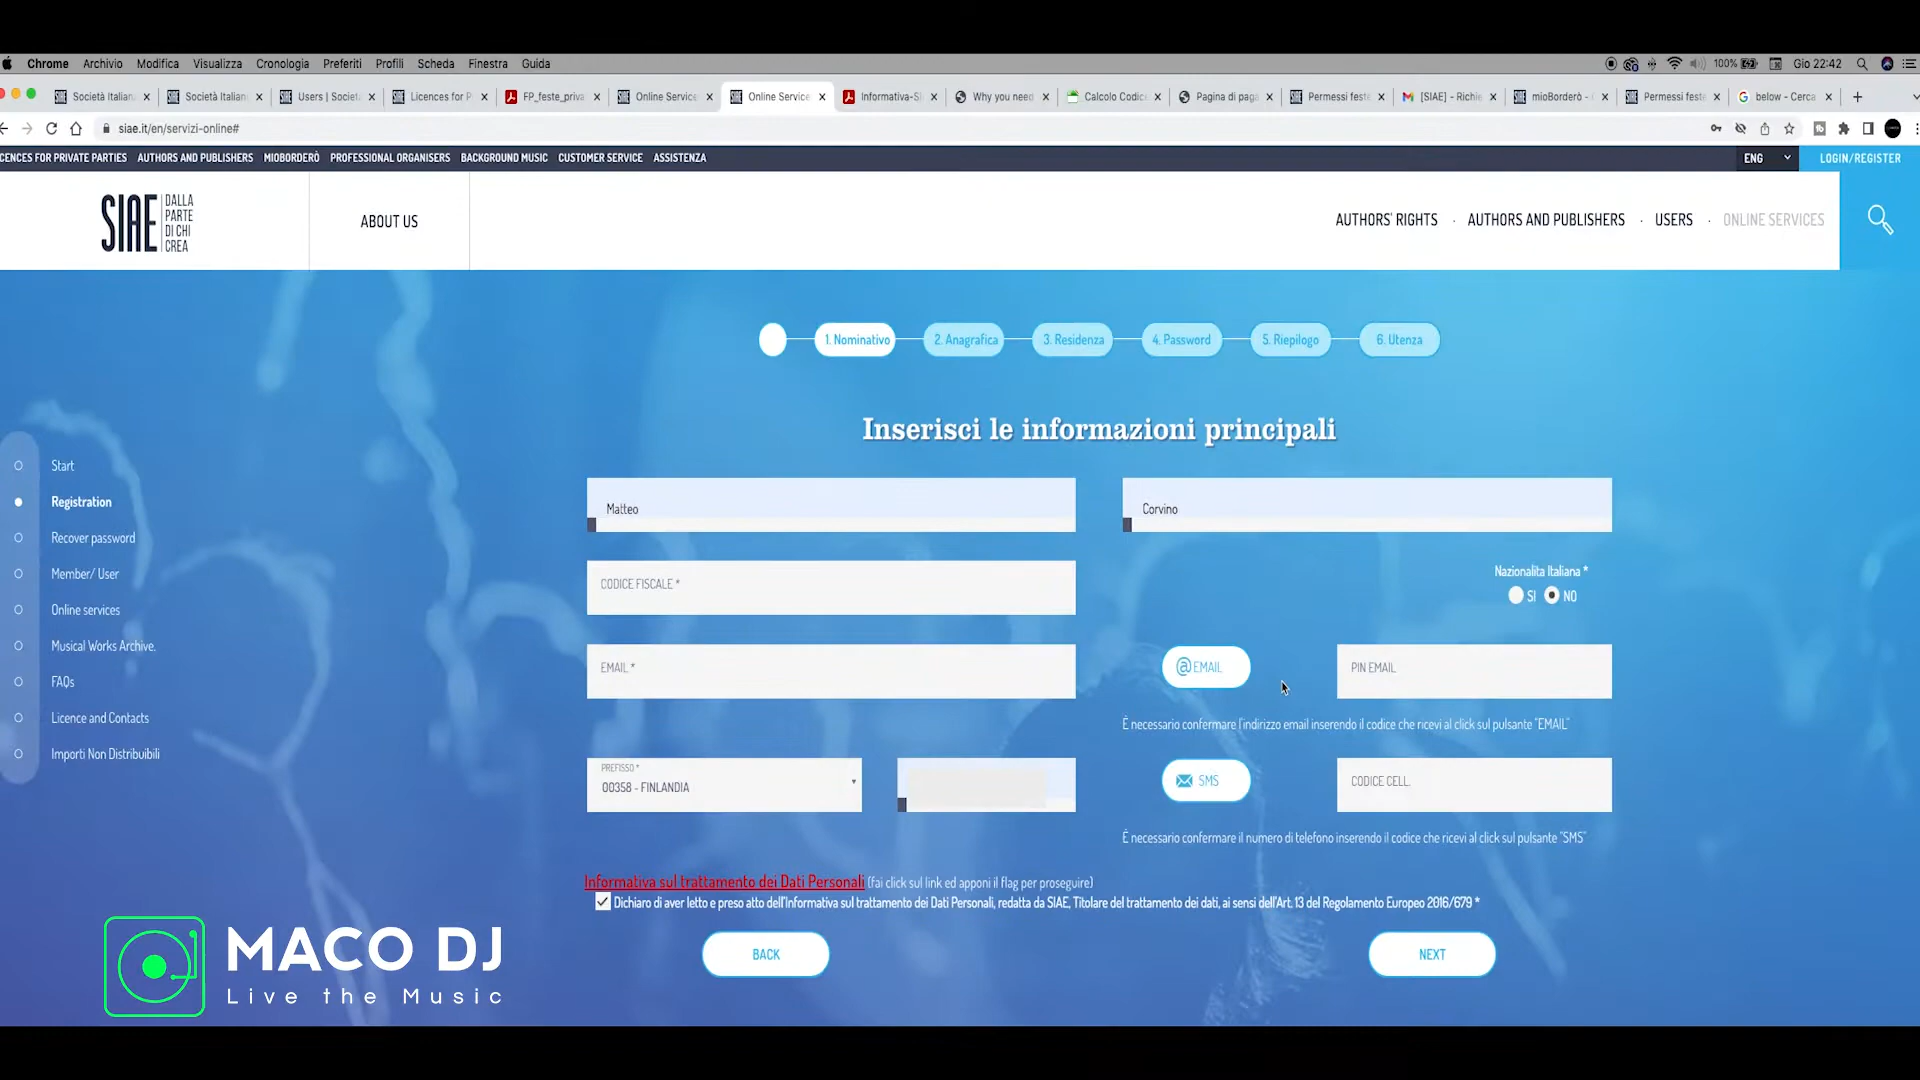 Chrome Archivio Modifica Visualizza Cronologia Preferiti Profili Scheda Finestra Guida 100% Gio 22:42
Società Italian Società Italian Users | Societ Licences for P FP_feste_priva Online Service Online Service Informativa-SI Why you need Calcolo Codice Pagina di paga Permessi feste [SIAE] - Richie mioBorderò - Permessi feste below - Cerca
siae.it/en/servizi-online#
CENCES FOR PRIVATE PARTIES AUTHORS AND PUBLISHERS MIOBORDERÒ PROFESSIONAL ORGANISERS BACKGROUND MUSIC CUSTOMER SERVICE ASSISTENZA ENG LOGIN/REGISTER
SIAE DALLA
PARTE
DI CHI
CREA
ABOUT US
AUTHORS' RIGHTS · AUTHORS AND PUBLISHERS · USERS · ONLINE SERVICES
1. Nominativo 2. Anagrafica 3. Residenza 4. Password 5. Riepilogo 6. Utenza
Inserisci le informazioni principali
Start
Registration
Recover password
Member/ User
Online services
Musical Works Archive.
FAQs
Licence and Contacts
Importi Non Distribuibili
Matteo
Corvino
CODICE FISCALE *
Nazionalita Italiana *
SI NO
EMAIL *
@EMAIL
PIN EMAIL
È necessario confermare l'indirizzo email inserendo il codice che ricevi al click sul pulsante "EMAIL"
PREFISSO *
00358 - FINLANDIA
SMS
CODICE CELL.
È necessario confermare il numero di telefono inserendo il codice che ricevi al click sul pulsante "SMS"
Informativa sul trattamento dei Dati Personali (fai click sul link ed apponi il flag per proseguire)
Dichiaro di aver letto e preso atto dell'Informativa sul trattamento dei Dati Personali, redatta da SIAE, Titolare del trattamento dei dati, ai sensi dell'Art. 13 del Regolamento Europeo 2016/679 *
BACK
NEXT
MACO DJ
Live the Music